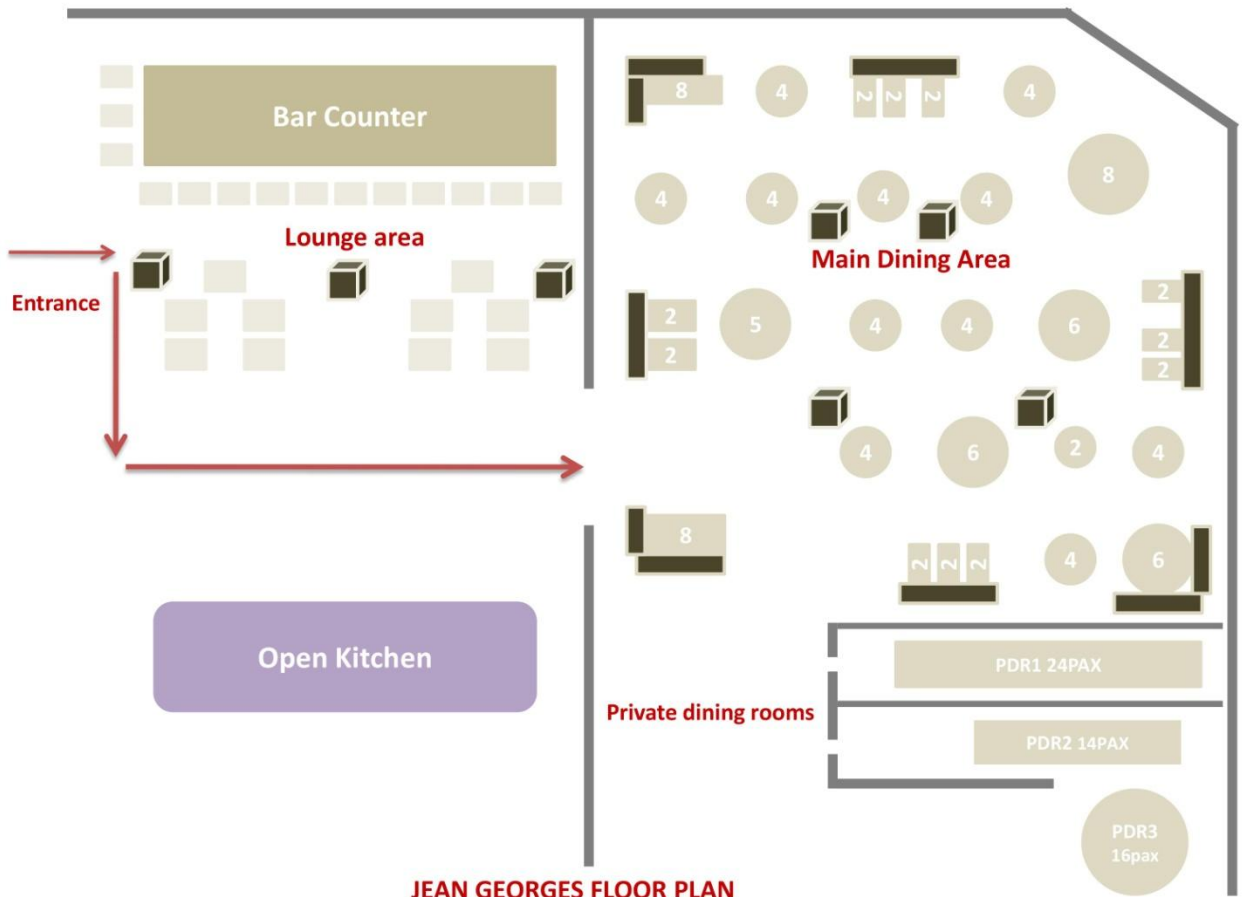 Bar Counter
Lounge area
Entrance
Open Kitchen
8
4
2 2 2
4
8
4
4
4
4
Main Dining Area
2
2
5
4
4
6
2
2
2
4
6
2
4
8
2 2 2
4
6
PDR1 24PAX
Private dining rooms
PDR2 14PAX
PDR3
16pax
JEAN GEORGES FLOOR PLAN